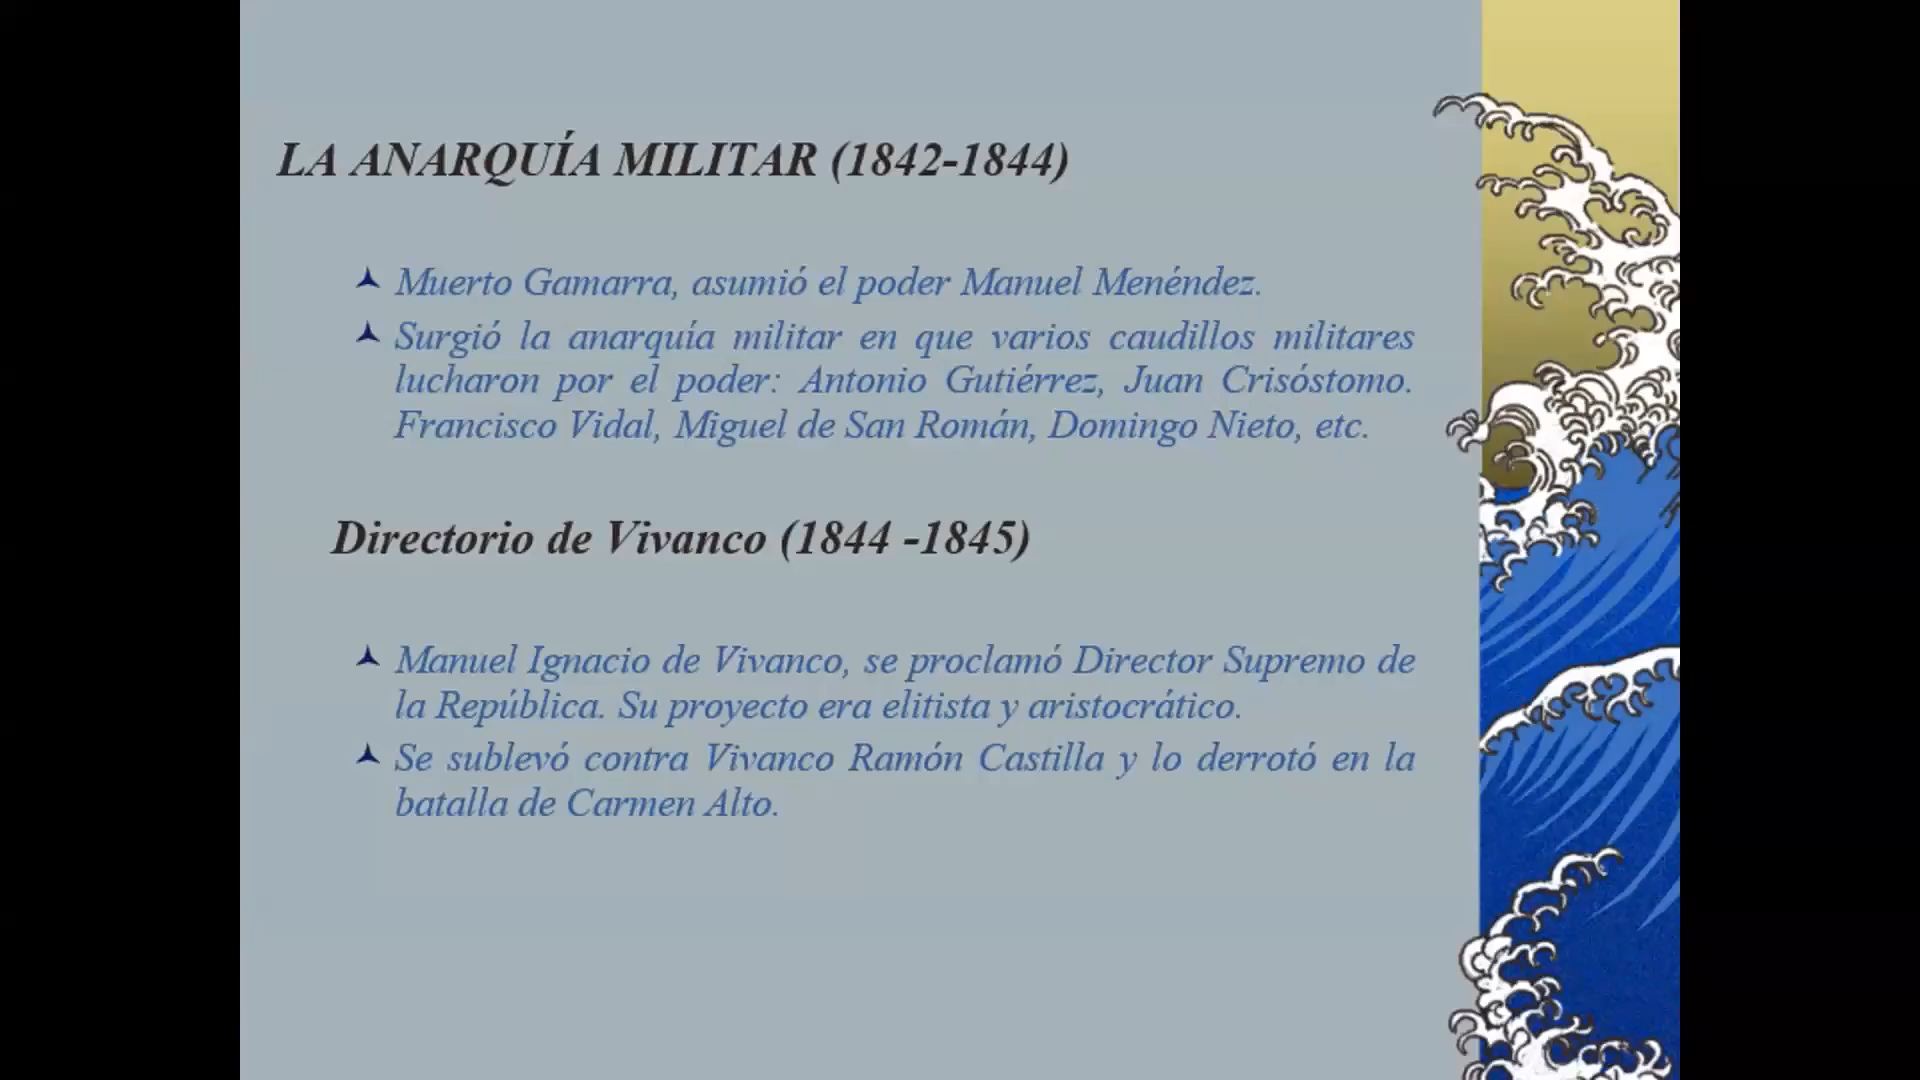 LA ANARQUÍA MILITAR (1842-1844)
Muerto Gamarra, asumió el poder Manuel Menéndez.
Surgió la anarquía militar en que varios caudillos militares
lucharon por el poder: Antonio Gutiérrez, Juan Crisóstomo.
Francisco Vidal, Miguel de San Román, Domingo Nieto, etc.
Directorio de Vivanco (1844 -1845)
Manuel Ignacio de Vivanco, se proclamó Director Supremo de
la República. Su proyecto era elitista y aristocrático.
Se sublevó contra Vivanco Ramón Castilla y lo derrotó en la
batalla de Carmen Alto.